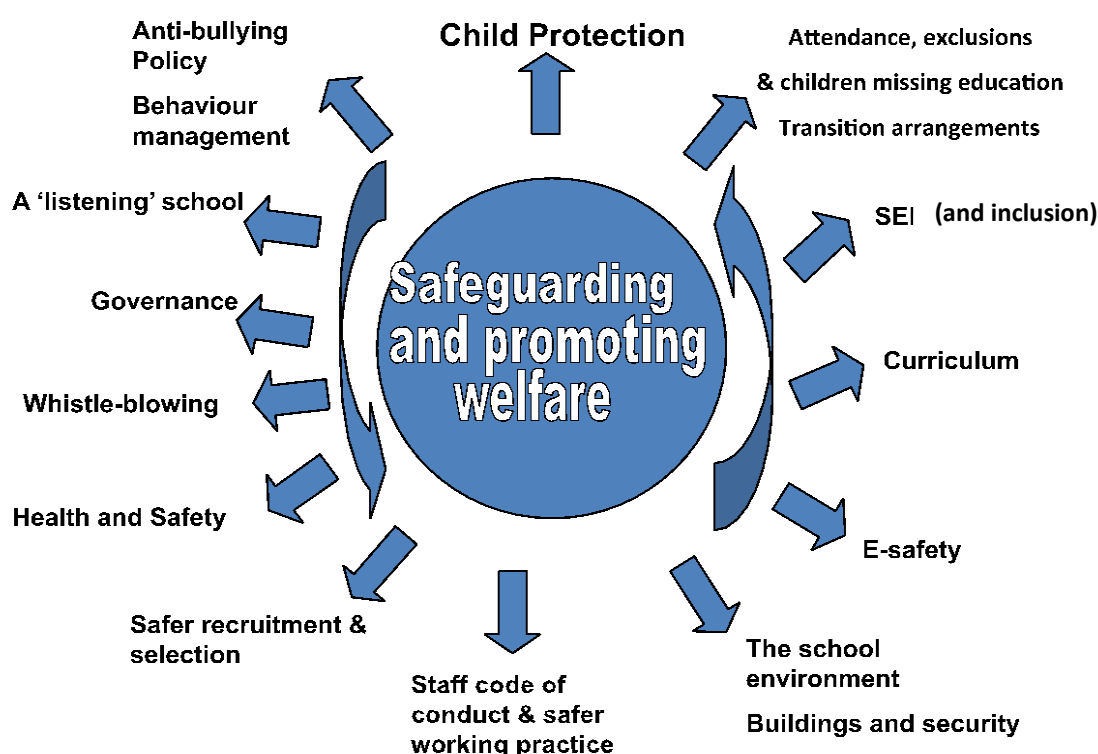 Child Protection
Attendance, exclusions
& children missing education
Transition arrangements
SEI (and inclusion)
Curriculum
E-safety
The school
environment
Buildings and security
Staff code of
conduct & safer
working practice
Safer recruitment &
selection
Health and Safety
Whistle-blowing
Governance
A ‘listening’ school
Anti-bullying
Policy
Behaviour
management
Safeguarding
and promoting
welfare